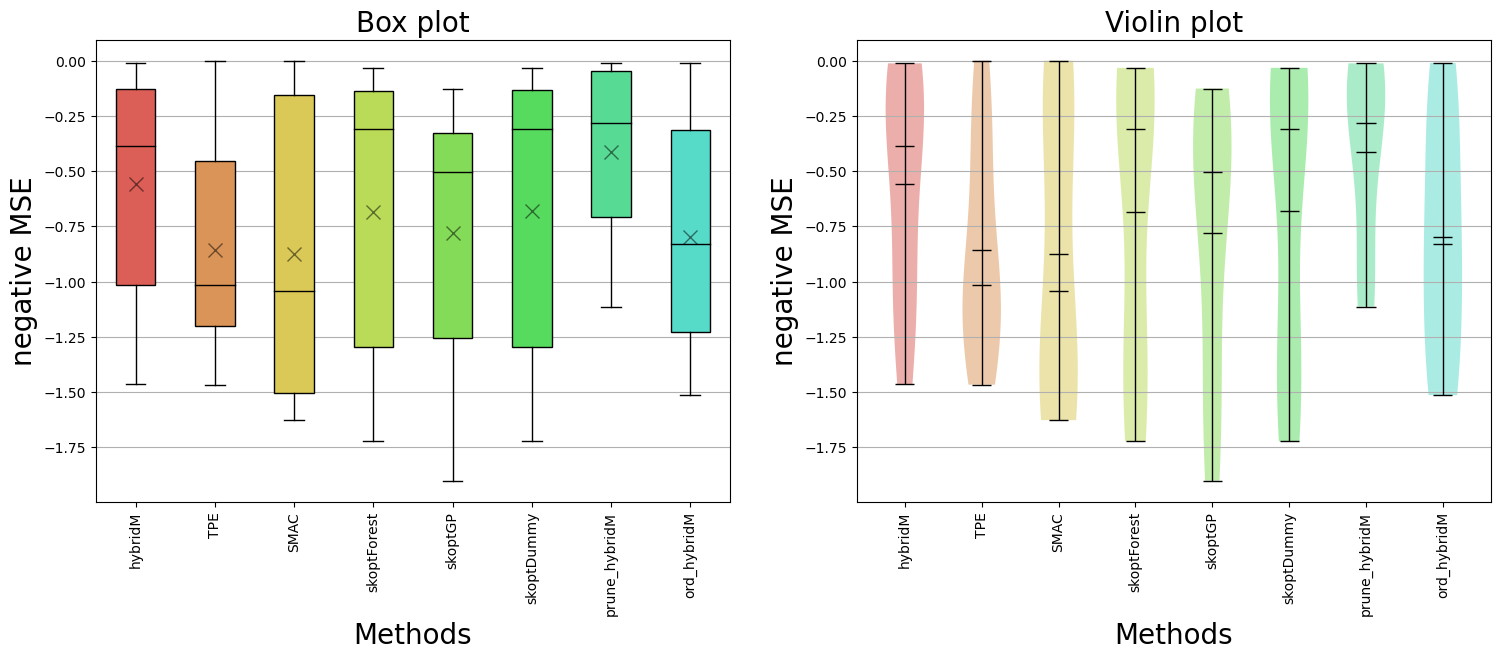 Box plot
negative MSE
0.00
−0.25
−0.50
−0.75
−1.00
−1.25
−1.50
−1.75
hybridM
TPE
SMAC
skoptForest
skoptGP
skoptDummy
prune_hybridM
ord_hybridM
Methods
Violin plot
negative MSE
0.00
−0.25
−0.50
−0.75
−1.00
−1.25
−1.50
−1.75
hybridM
TPE
SMAC
skoptForest
skoptGP
skoptDummy
prune_hybridM
ord_hybridM
Methods